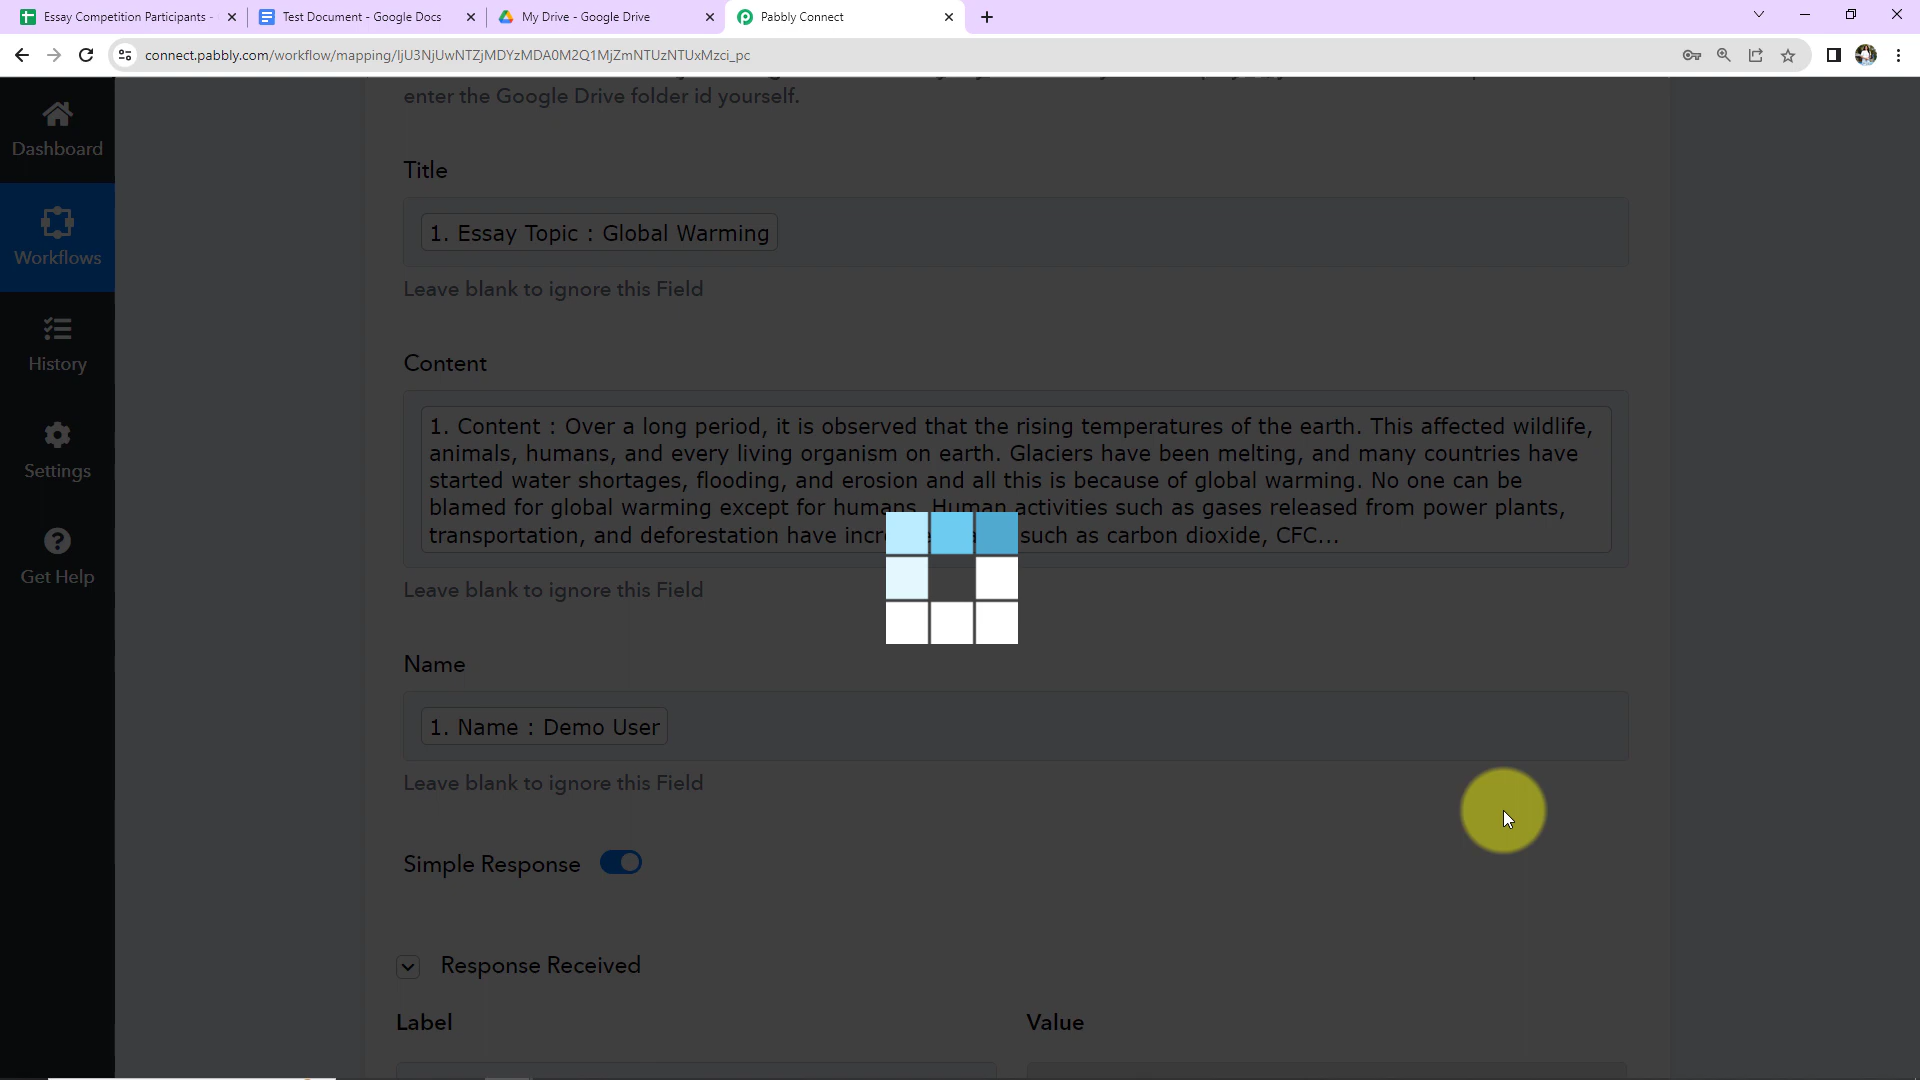 Essay Competition Participants -
Test Document - Google Docs
My Drive - Google Drive
Pabbly Connect
connect.pabbly.com/workflow/mapping/IjU3NjUwNTZjMDYzMDA0M2Q1MjZmNTUzNTUxMzci_pc
enter the Google Drive folder id yourself.
Dashboard
Workflows
History
Settings
Get Help
Title
1. Essay Topic : Global Warming
Leave blank to ignore this Field
Content
1. Content : Over a long period, it is observed that the rising temperatures of the earth. This affected wildlife,
animals, humans, and every living organism on earth. Glaciers have been melting, and many countries have
started water shortages, flooding, and erosion and all this is because of global warming. No one can be
blamed for global warming except for humans. Human activities such as gases released from power plants,
transportation, and deforestation have such as carbon dioxide, CFC...
Leave blank to ignore this Field
Name
1. Name : Demo User
Leave blank to ignore this Field
Simple Response
Response Received
Label
Value